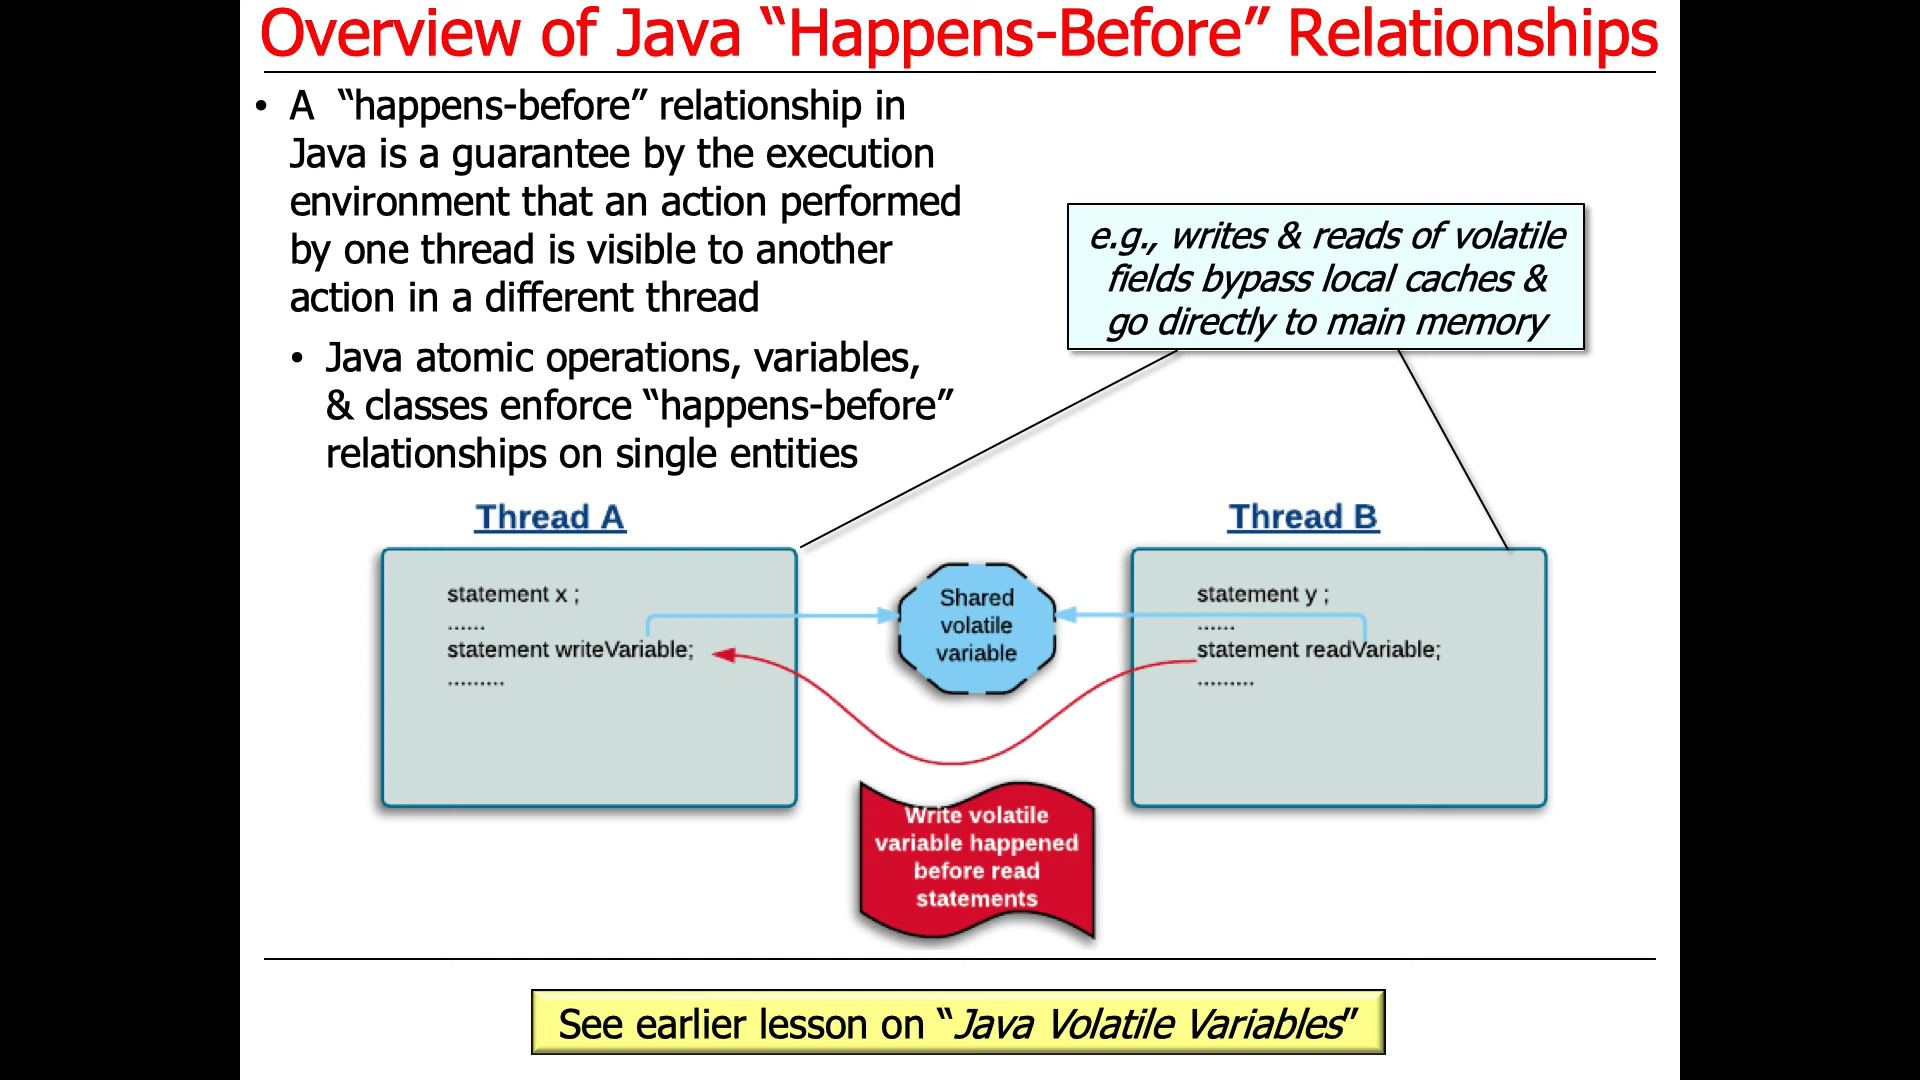 Overview of Java “Happens-Before” Relationships
• A “happens-before” relationship in
Java is a guarantee by the execution
environment that an action performed
by one thread is visible to another
action in a different thread
• Java atomic operations, variables,
& classes enforce “happens-before”
relationships on single entities
e.g., writes & reads of volatile
fields bypass local caches &
go directly to main memory
Thread A
statement x ;
......
statement writeVariable;
.........
Shared
volatile
variable
Thread B
statement y ;
......
statement readVariable;
.........
Write volatile
variable happened
before read
statements
See earlier lesson on “Java Volatile Variables”